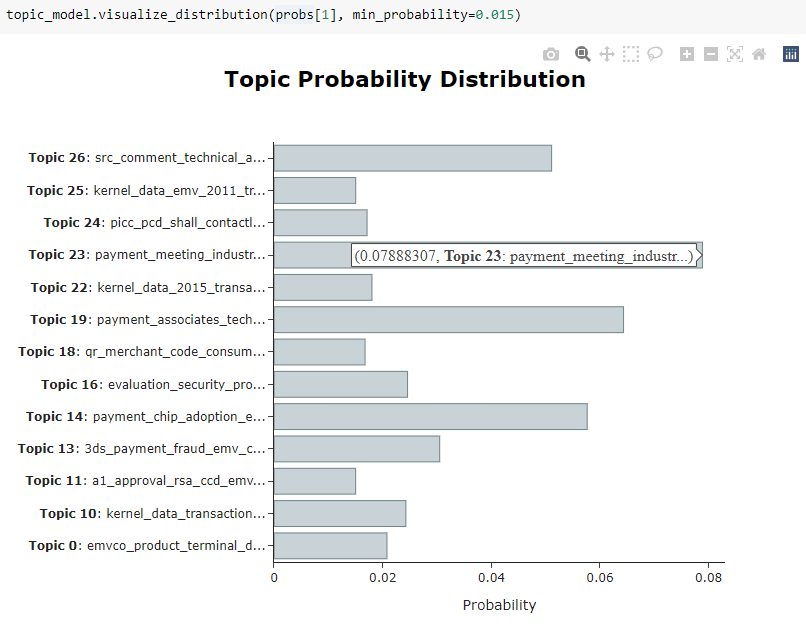 topic_model.visualize_distribution(probs[1], min_probability=0.015)
Topic Probability Distribution
Topic 26: src_comment_technical_a...
Topic 25: kernel_data_emv_2011_tr...
Topic 24: picc_pcd_shall_contactl...
Topic 23: payment_meeting_industr...
(0.07888307, Topic 23: payment_meeting_industr...)
Topic 22: kernel_data_2015_transa...
Topic 19: payment_associates_tech...
Topic 18: qr_merchant_code_consum...
Topic 16: evaluation_security_pro...
Topic 14: payment_chip_adoption_e...
Topic 13: 3ds_payment_fraud_emv_c...
Topic 11: a1_approval_rsa_ccd_emv...
Topic 10: kernel_data_transaction...
Topic 0: emvco_product_terminal_d...
0 0.02 0.04 0.06 0.08
Probability